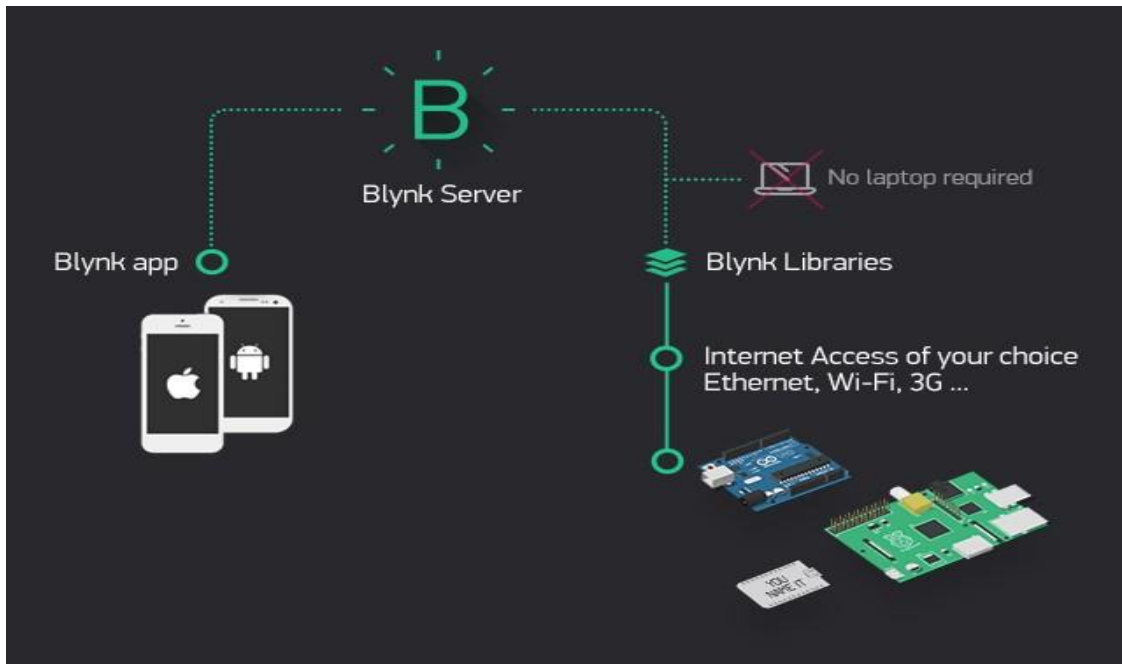 B
Blynk Server
No laptop required
Blynk app
Blynk Libraries
Internet Access of your choice
Ethernet, Wi-Fi, 3G ...
YOU
NAME IT